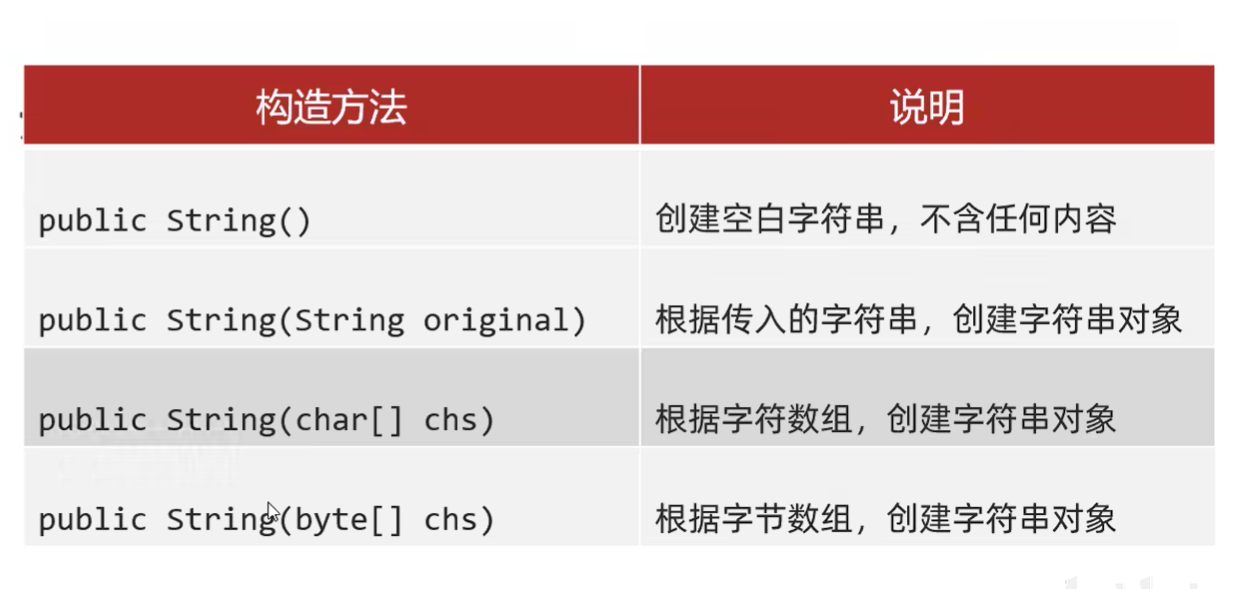 构造方法 说明
public String() 创建空白字符串，不含任何内容
public String(String original) 根据传入的字符串，创建字符串对象
public String(char[] chs) 根据字符数组，创建字符串对象
public String(byte[] chs) 根据字节数组，创建字符串对象